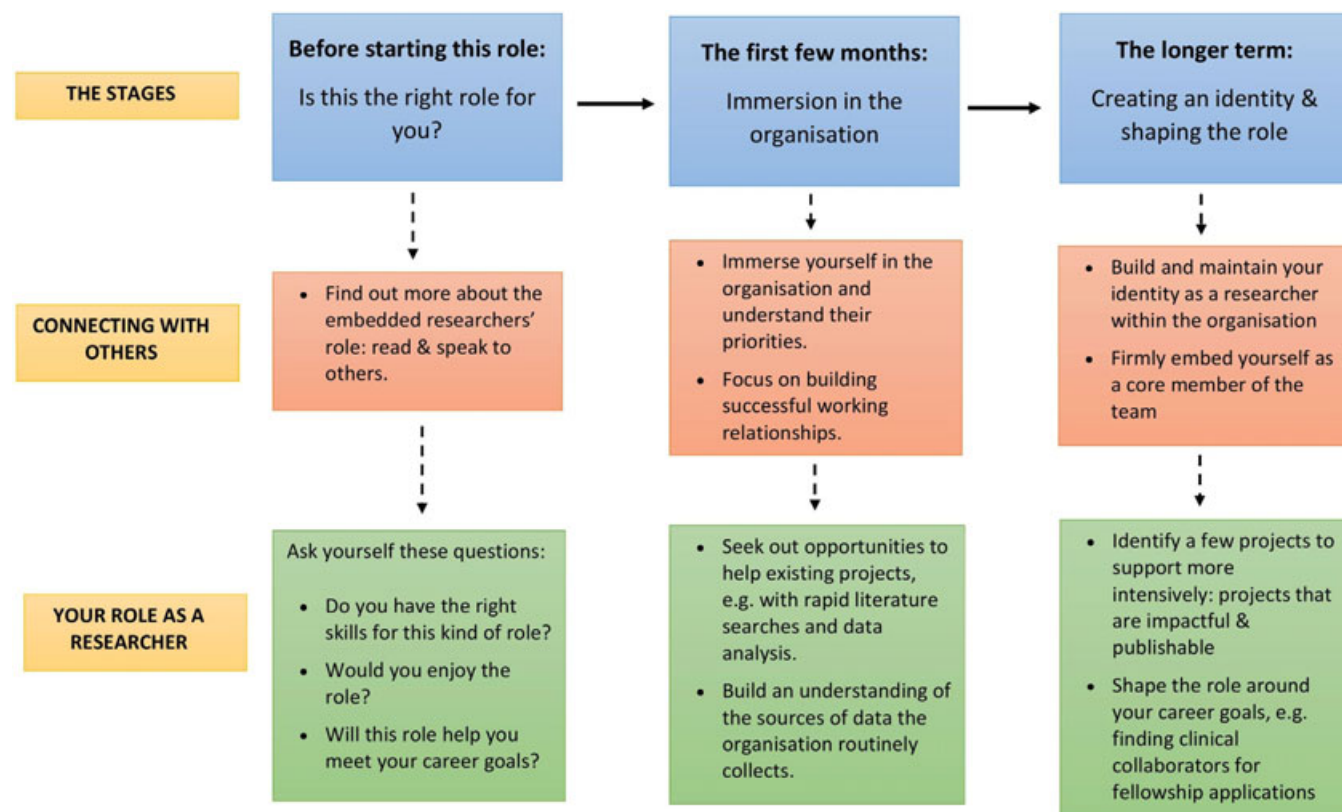 THE STAGES
Before starting this role:
Is this the right role for
you?
The first few months:
Immersion in the
organisation
The longer term:
Creating an identity &
shaping the role
CONNECTING WITH
OTHERS
• Find out more about the
embedded researchers'
role: read & speak to
others.
• Immerse yourself in the
organisation and
understand their
priorities.
• Focus on building
successful working
relationships.
• Build and maintain your
identity as a researcher
within the organisation
• Firmly embed yourself as
a core member of the
team
YOUR ROLE AS A
RESEARCHER
Ask yourself these questions:
• Do you have the right
skills for this kind of role?
• Would you enjoy the
role?
• Will this role help you
meet your career goals?
• Seek out opportunities to
help existing projects,
e.g. with rapid literature
searches and data
analysis.
• Build an understanding of
the sources of data the
organisation routinely
collects.
• Identify a few projects to
support more
intensively: projects that
are impactful &
publishable
• Shape the role around
your career goals, e.g.
finding clinical
collaborators for
fellowship applications